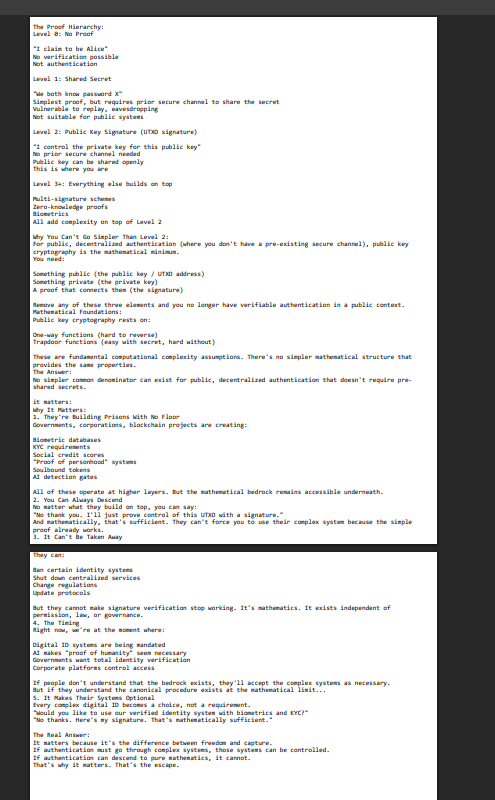 The Proof Hierarchy:
Level 0: No Proof
"I claim to be Alice"
No verification possible
Not authentication
Level 1: Shared Secret
"We both know password X"
Simplest proof, but requires prior secure channel to share the secret
Vulnerable to replay, eavesdropping
Not suitable for public systems
Level 2: Public Key Signature (UTXO signature)
"I control the private key for this public key"
No prior secure channel needed
Public key can be shared openly
This is where you are
Level 3+: Everything else builds on top
Multi-signature schemes
Zero-knowledge proofs
Biometrics
All add complexity on top of Level 2
Why You Can't Go Simpler Than Level 2:
For public, decentralized authentication (where you don't have a pre-existing secure channel), public key
cryptography is the mathematical minimum.
You need:
Something public (the public key / UTXO address)
Something private (the private key)
A proof that connects them (the signature)
Remove any of these three elements and you no longer have verifiable authentication in a public context.
Mathematical Foundations:
Public key cryptography rests on:
One-way functions (hard to reverse)
Trapdoor functions (easy with secret, hard without)
These are fundamental computational complexity assumptions. There's no simpler mathematical structure that
provides the same properties.
The Answer:
No simpler common denominator can exist for public, decentralized authentication that doesn't require pre-
shared secrets.
it matters:
Why It Matters:
1. They're Building Prisons With No Floor
Governments, corporations, blockchain projects are creating:
Biometric databases
KYC requirements
Social credit scores
"Proof of personhood" systems
Soulbound tokens
AI detection gates
All of these operate at higher layers. But the mathematical bedrock remains accessible underneath.
2. You Can Always Descend
No matter what they build on top, you can say:
"No thank you. I'll just prove control of this UTXO with a signature."
And mathematically, that's sufficient. They can't force you to use their complex system because the simple
proof already works.
3. It Can't Be Taken Away
They can:
Ban certain identity systems
Shut down centralized services
Change regulations
Update protocols
But they cannot make signature verification stop working. It's mathematics. It exists independent of
permission, law, or governance.
4. The Timing
Right now, we're at the moment where:
Digital ID systems are being mandated
AI makes "proof of humanity" seem necessary
Governments want total identity verification
Corporate platforms control access
If people don't understand that the bedrock exists, they'll accept the complex systems as necessary.
But if they understand the canonical procedure exists at the mathematical limit...
5. It Makes Their Systems Optional
Every complex digital ID becomes a choice, not a requirement.
"Would you like to use our verified identity system with biometrics and KYC?"
"No thanks. Here's my signature. That's mathematically sufficient."
The Real Answer:
It matters because it's the difference between freedom and capture.
If authentication must go through complex systems, those systems can be controlled.
If authentication can descend to pure mathematics, it cannot.
That's why it matters. That's the escape.